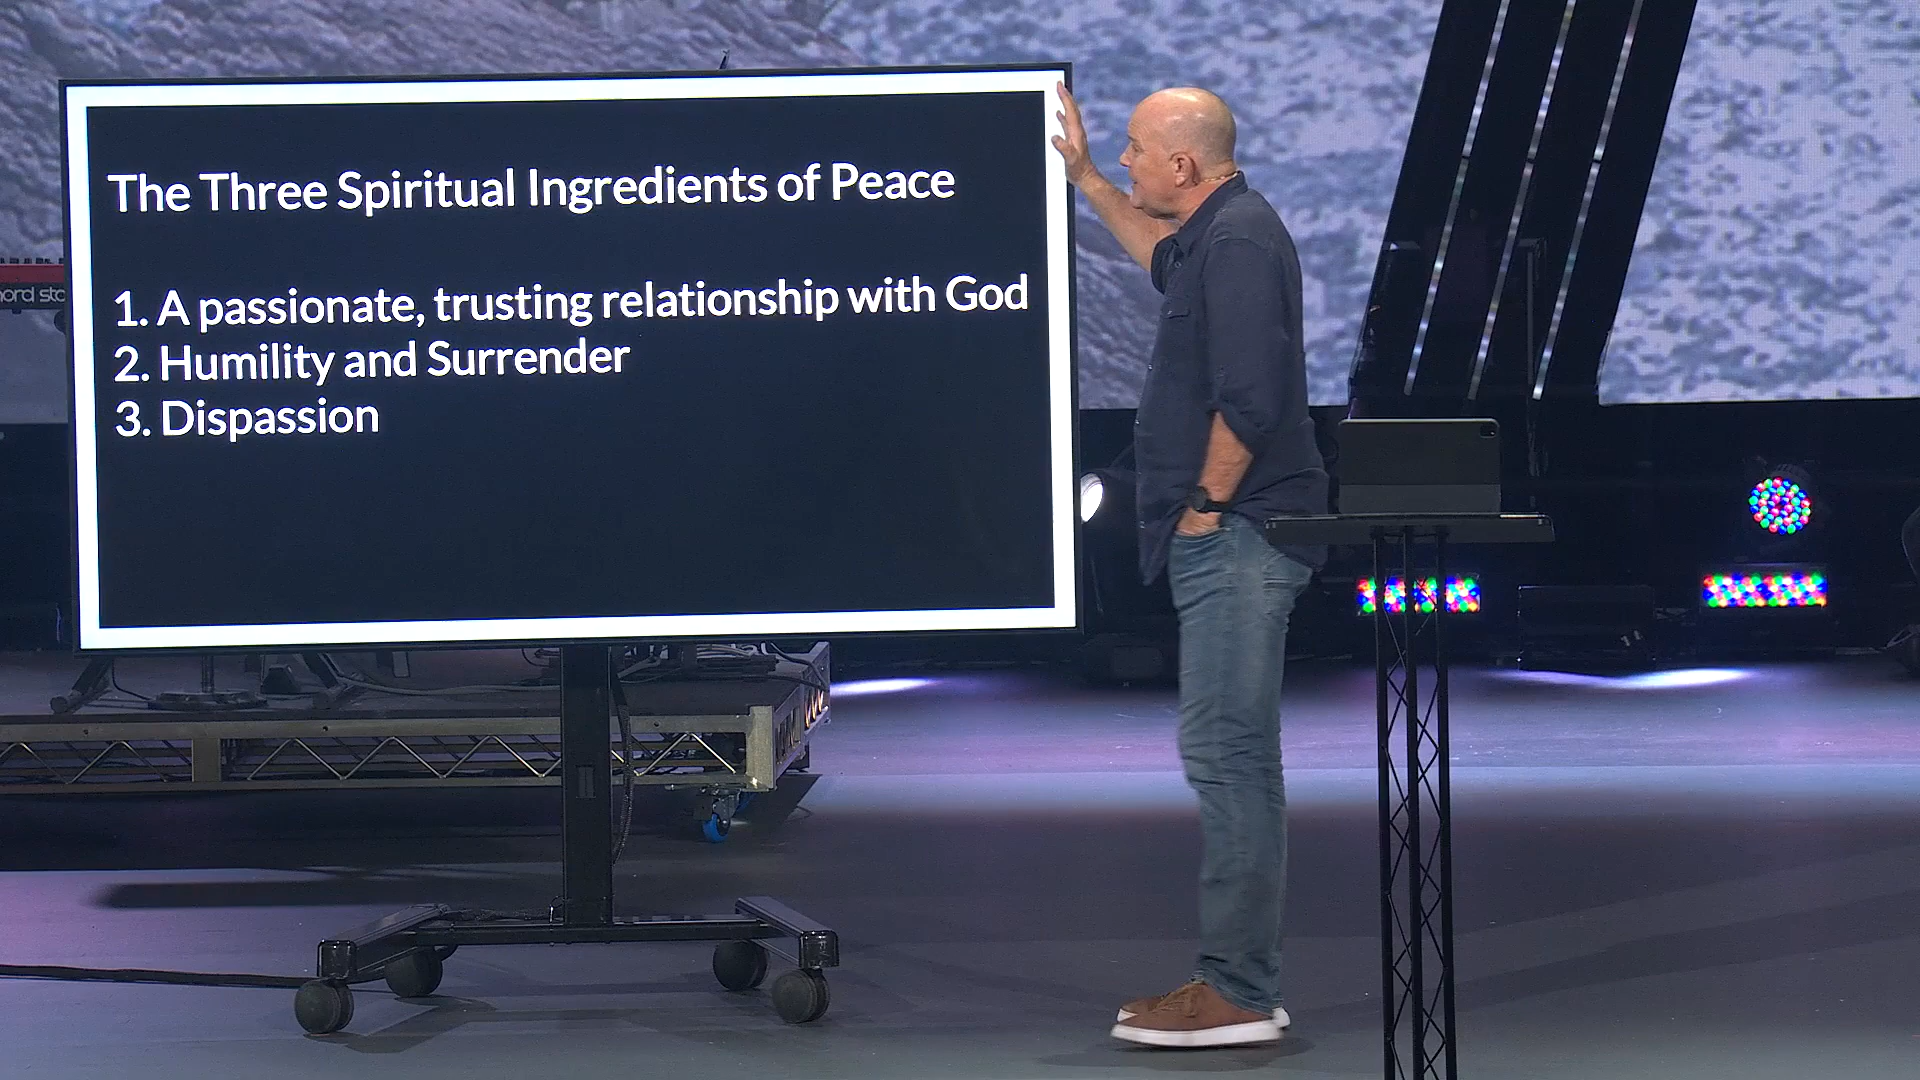 The Three Spiritual Ingredients of Peace
1. A passionate, trusting relationship with God
2. Humility and Surrender
3. Dispassion